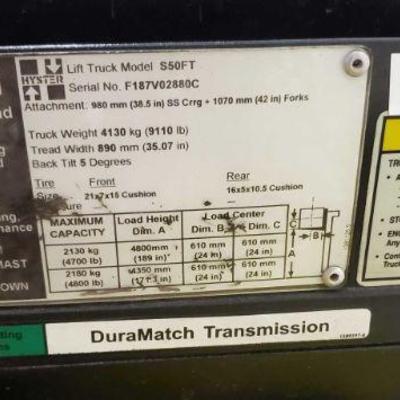 HYSTER
Lift Truck Model S50FT
Serial No. F187V02880C
Attachment: 980 mm (38.5 in) SS Crrg + 1070 mm (42 in) Forks
Truck Weight 4130 kg (9110 lb)
Tread Width 890 mm (35.07 in)
Back Tilt 5 Degrees
Tire Front Rear
21x7x15 Cushion 16x5x10.5 Cushion
MAXIMUM CAPACITY Load Height Dim. A Load Center Dim. B Dim. C
2130 kg (4700 lb) 4800mm (189 in) 610 mm (24 in) 610 mm (24 in)
2180 kg (4800 lb) 4350 mm 610 mm (24 in) 610 mm (24 in)
C
B
A
MAST
OWN
DuraMatch Transmission